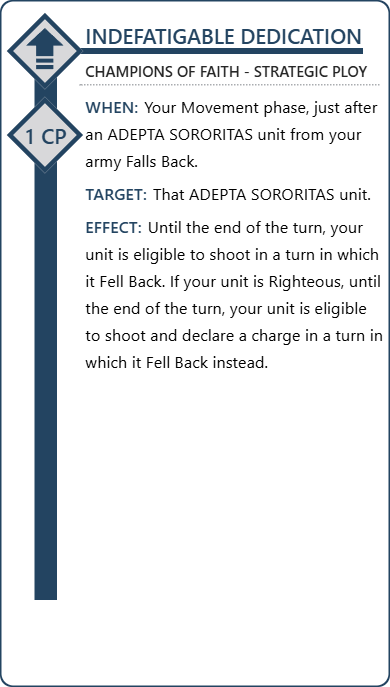 INDEFATIGABLE DEDICATION
CHAMPIONS OF FAITH - STRATEGIC PLOY
1 CP
WHEN: Your Movement phase, just after
an ADEPTA SORORITAS unit from your
army Falls Back.
TARGET: That ADEPTA SORORITAS unit.
EFFECT: Until the end of the turn, your
unit is eligible to shoot in a turn in which
it Fell Back. If your unit is Righteous, until
the end of the turn, your unit is eligible
to shoot and declare a charge in a turn in
which it Fell Back instead.